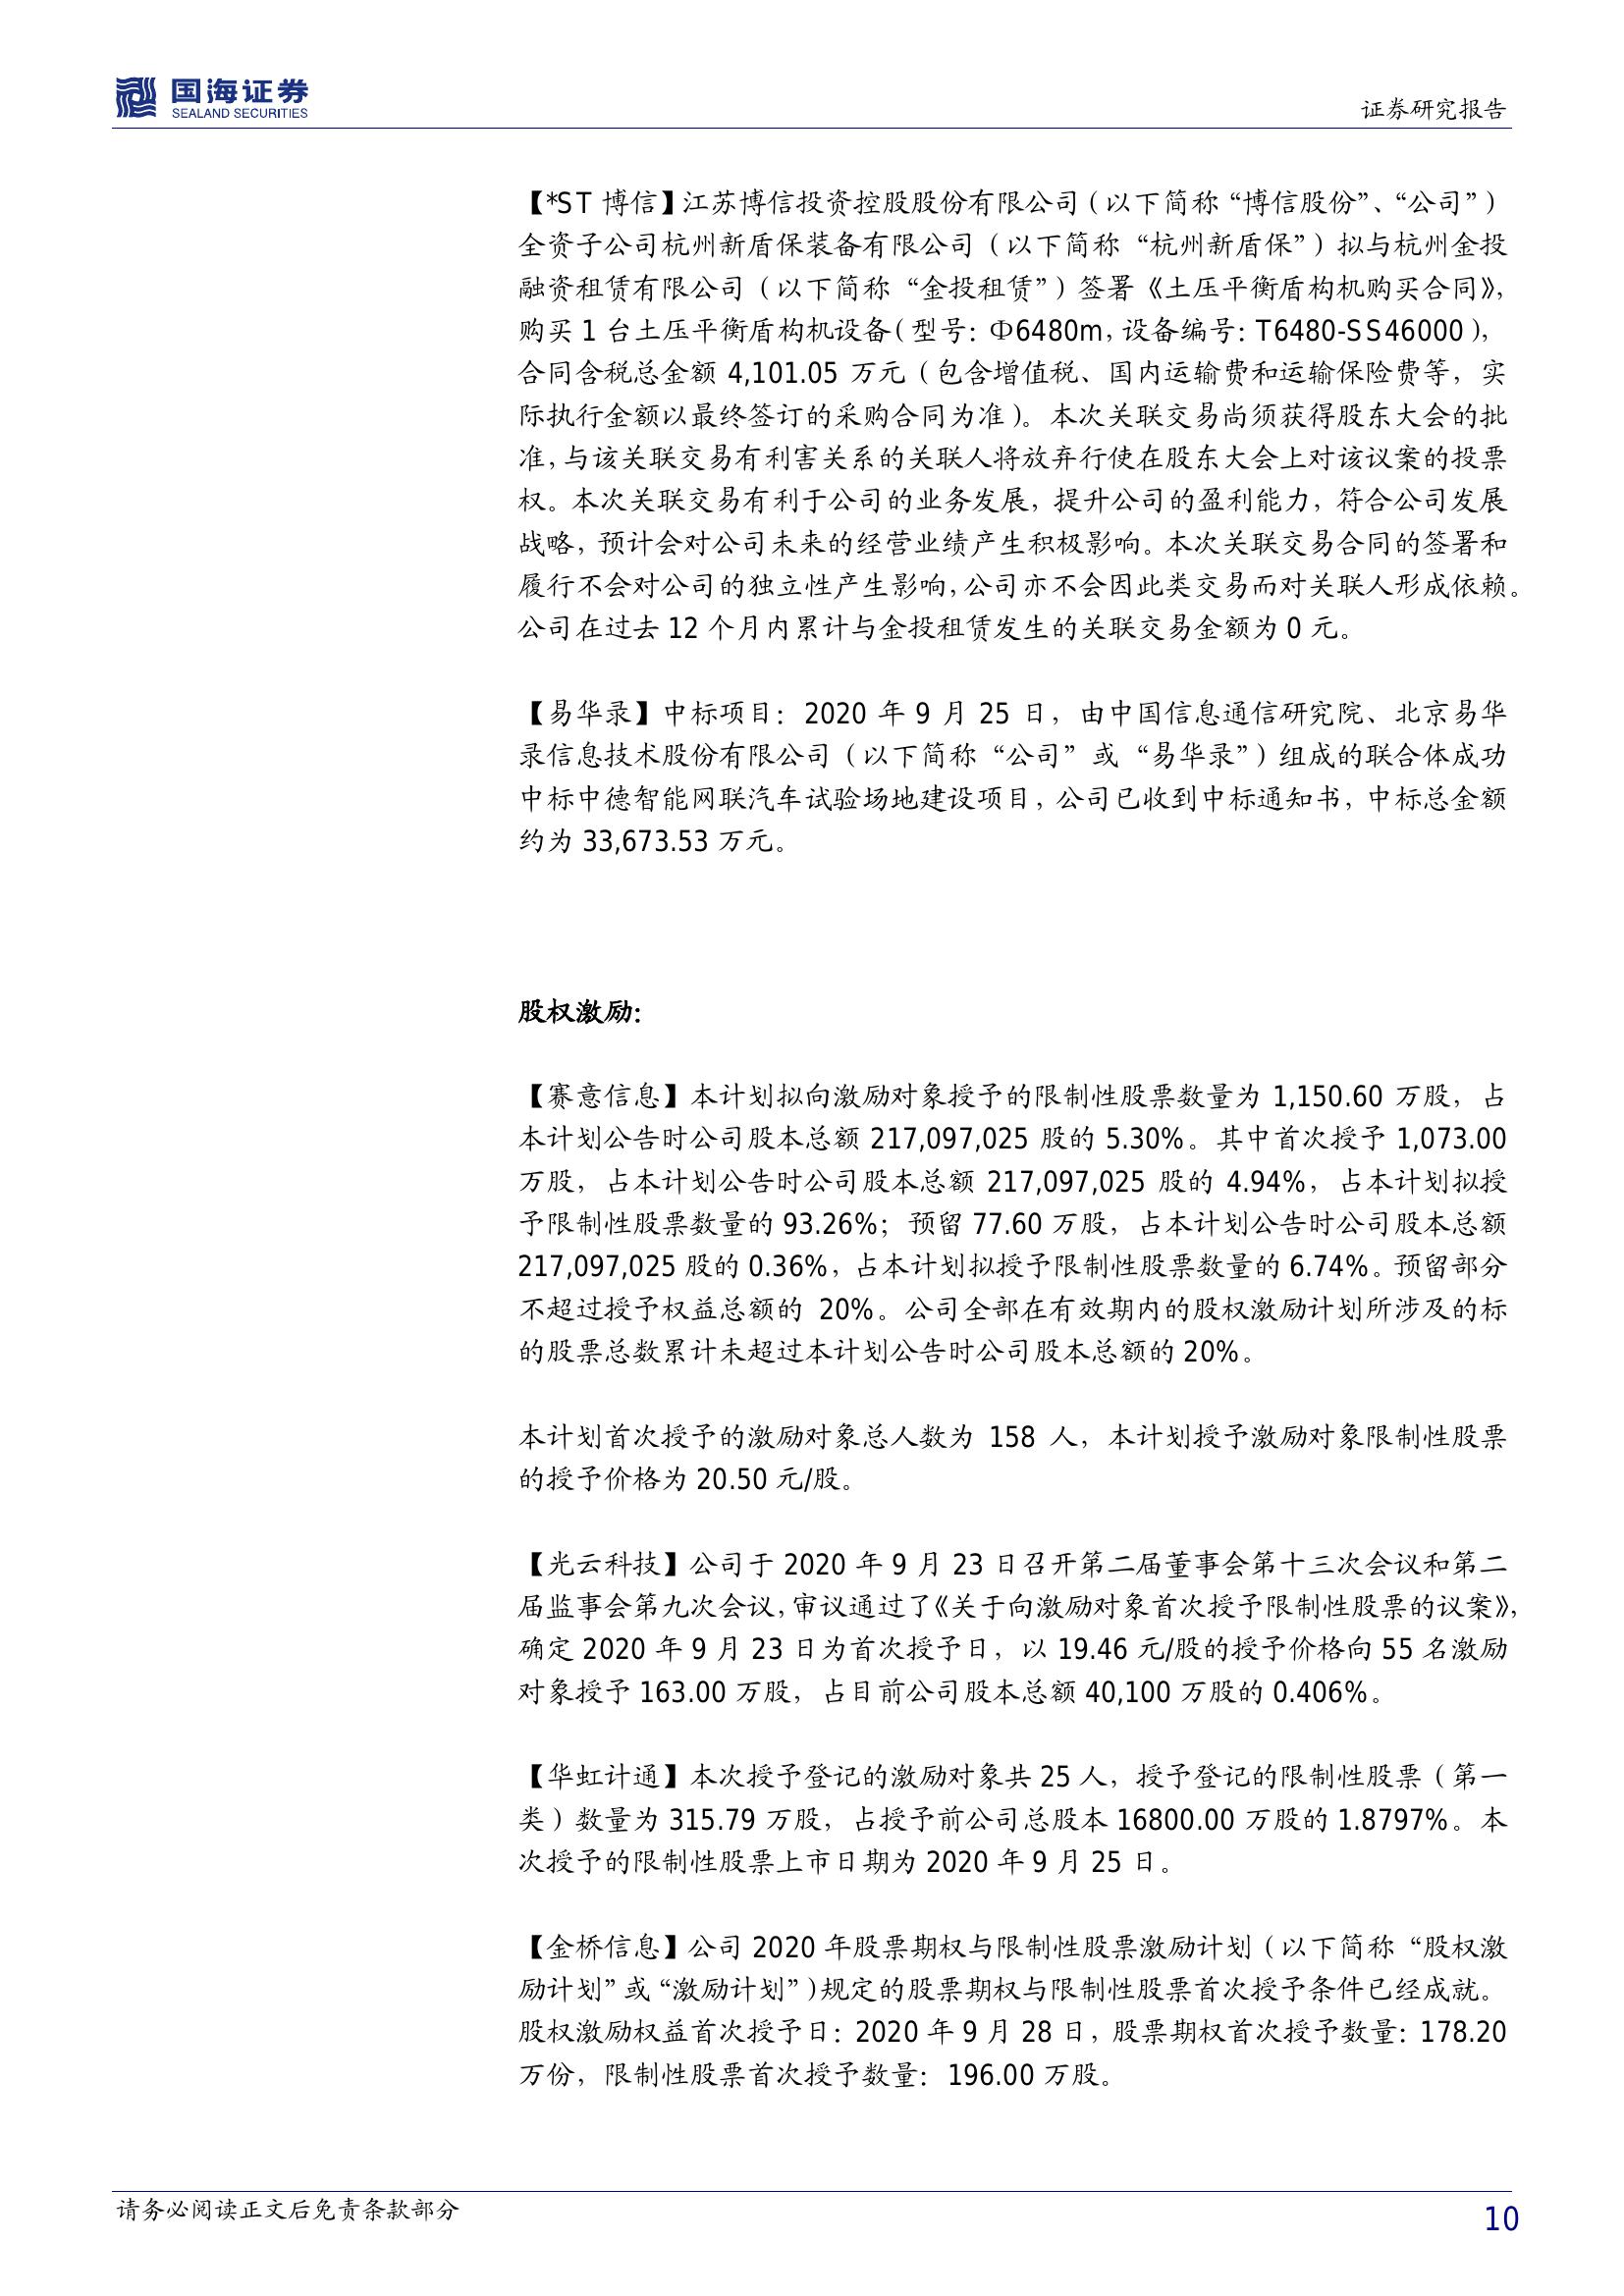 国海证券
SEALAND SECURITIES
证券研究报告
【*ST 博信】江苏博信投资控股股份有限公司（以下简称“博信股份”、“公司”）
全资子公司杭州新盾保装备有限公司（以下简称“杭州新盾保”）拟与杭州金投
融资租赁有限公司（以下简称“金投租赁”）签署《土压平衡盾构机购买合同》，
购买 1 台土压平衡盾构机设备（型号：Φ6480m，设备编号：T6480-SS46000），
合同含税总金额 4,101.05 万元（包含增值税、国内运输费和运输保险费等，实
际执行金额以最终签订的采购合同为准）。本次关联交易尚须获得股东大会的批
准，与该关联交易有利害关系的关联人将放弃行使在股东大会上对该议案的投票
权。本次关联交易有利于公司的业务发展，提升公司的盈利能力，符合公司发展
战略，预计会对公司未来的经营业绩产生积极影响。本次关联交易合同的签署和
履行不会对公司的独立性产生影响，公司亦不会因此类交易而对关联人形成依赖。
公司在过去 12 个月内累计与金投租赁发生的关联交易金额为 0 元。
【易华录】中标项目：2020 年 9 月 25 日，由中国信息通信研究院、北京易华
录信息技术股份有限公司（以下简称“公司”或“易华录”）组成的联合体成功
中标中德智能网联汽车试验场地建设项目，公司已收到中标通知书，中标总金额
约为 33,673.53 万元。
股权激励：
【赛意信息】本计划拟向激励对象授予的限制性股票数量为 1,150.60 万股，占
本计划公告时公司股本总额 217,097,025 股的 5.30%。其中首次授予 1,073.00
万股，占本计划公告时公司股本总额 217,097,025 股的 4.94%，占本计划拟授
予限制性股票数量的 93.26%；预留 77.60 万股，占本计划公告时公司股本总额
217,097,025 股的 0.36%，占本计划拟授予限制性股票数量的 6.74%。预留部分
不超过授予权益总额的 20%。公司全部在有效期内的股权激励计划所涉及的标
的股票总数累计未超过本计划公告时公司股本总额的 20%。
本计划首次授予的激励对象总人数为 158 人，本计划授予激励对象限制性股票
的授予价格为 20.50 元/股。
【光云科技】公司于 2020 年 9 月 23 日召开第二届董事会第十三次会议和第二
届监事会第九次会议，审议通过了《关于向激励对象首次授予限制性股票的议案》，
确定 2020 年 9 月 23 日为首次授予日，以 19.46 元/股的授予价格向 55 名激励
对象授予 163.00 万股，占目前公司股本总额 40,100 万股的 0.406%。
【华虹计通】本次授予登记的激励对象共 25 人，授予登记的限制性股票（第一
类）数量为 315.79 万股，占授予前公司总股本 16800.00 万股的 1.8797%。本
次授予的限制性股票上市日期为 2020 年 9 月 25 日。
【金桥信息】公司 2020 年股票期权与限制性股票激励计划（以下简称“股权激
励计划”或“激励计划”）规定的股票期权与限制性股票首次授予条件已经成就。
股权激励权益首次授予日：2020 年 9 月 28 日，股票期权首次授予数量：178.20
万份，限制性股票首次授予数量：196.00 万股。
请务必阅读正文后免责条款部分
10